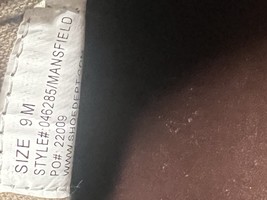 SIZE 9M
STYLE# 046285/MANSFIELD
PO# 22009